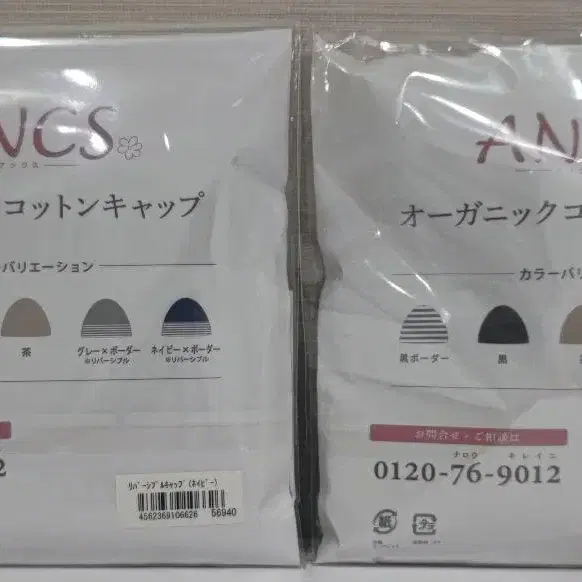 NCS
アンクス
コットンキャップ
バリエーション
茶
グレー×ボーダー
※リバーシブル
ネイビー×ボーダー
※リバーシブル
2
ﾘﾊﾞｰｼﾌﾞﾙｷｬｯﾌﾟ(ﾈｲﾋﾞｰ)
4562369106626
56940
AN
オーガニックコ
カラーバリ
黒ボーダー
黒
お問合せ・ご相談は
ナロウ
キレイニ
0120-76-9012
紙
プラ